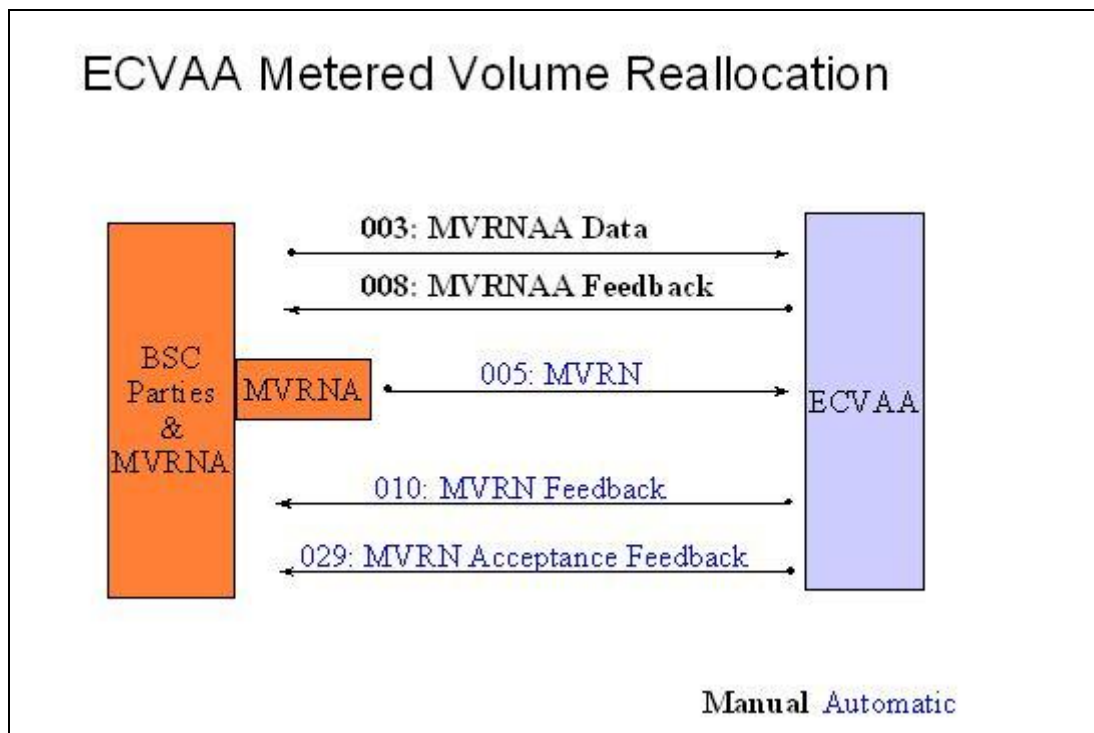 ECVAA Metered Volume Reallocation
003: MVRNAA Data
008: MVRNAA Feedback
BSC
Parties
&
MVRNA
MVRNA
005: MVRN
ECVAA
010: MVRN Feedback
029: MVRN Acceptance Feedback
Manual Automatic